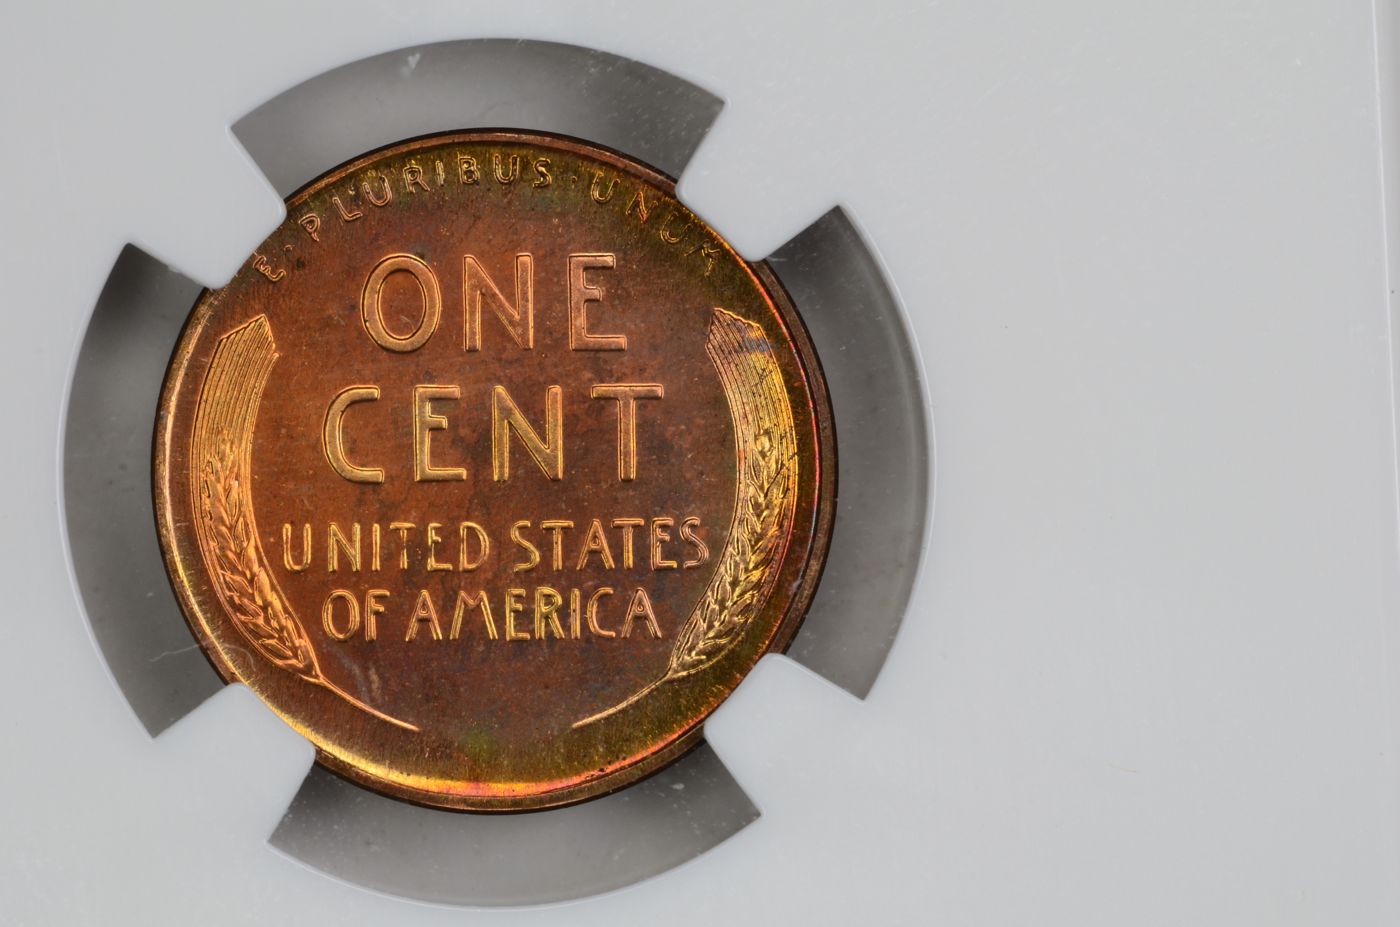 E·PLURIBUS·UNUM
ONE
CENT
UNITED STATES
OF AMERICA